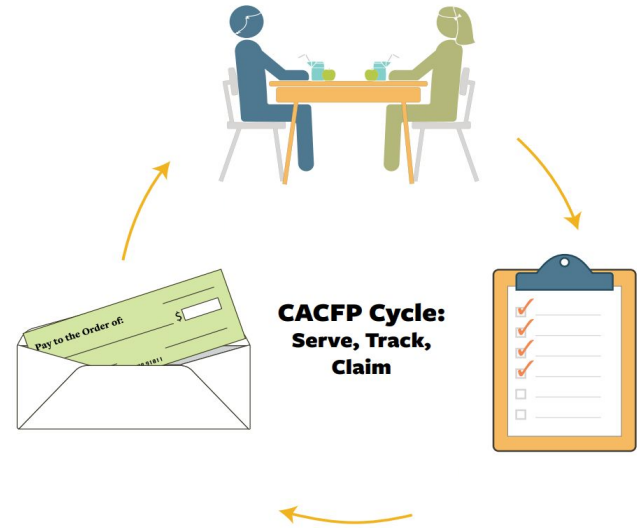 Pay to the Order of:
$
CACFP Cycle:
Serve, Track,
Claim